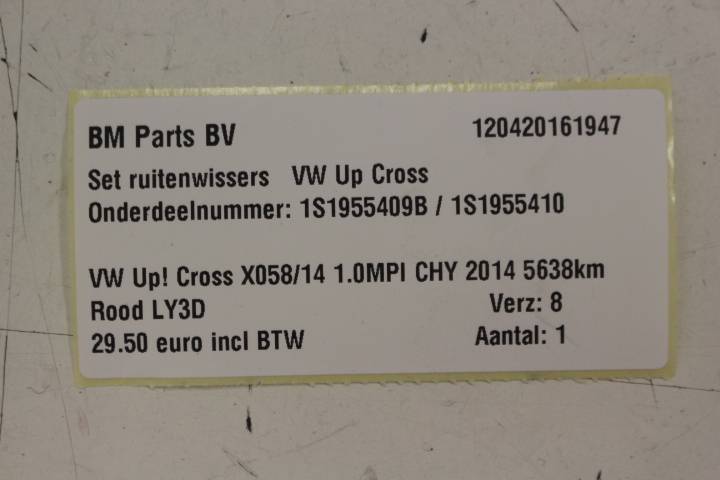 BM Parts BV 120420161947
Set ruitenwissers VW Up Cross
Onderdeelnummer: 1S1955409B / 1S1955410
VW Up! Cross X058/14 1.0MPI CHY 2014 5638km
Rood LY3D Verz: 8
29.50 euro incl BTW Aantal: 1